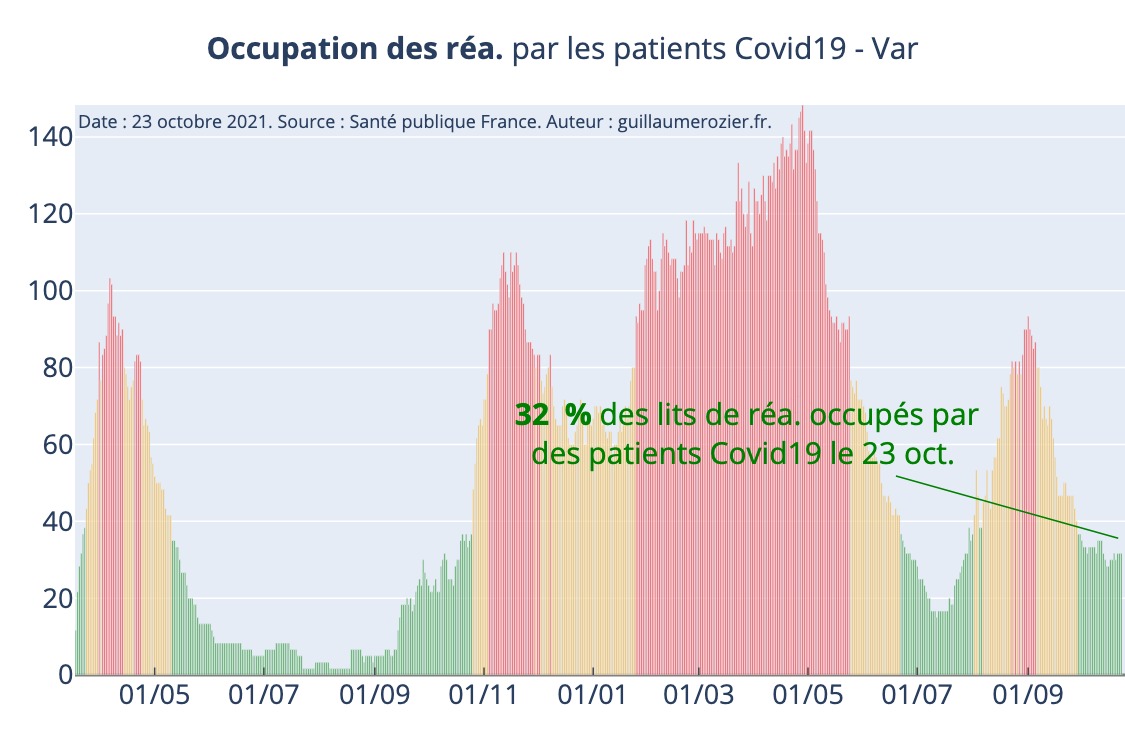 Occupation des réa. par les patients Covid19 - Var
Date : 23 octobre 2021. Source : Santé publique France. Auteur : guillaumerozier.fr.
140
120
100
80
60
40
20
0
32 % des lits de réa. occupés par
des patients Covid19 le 23 oct.
01/05 01/07 01/09 01/11 01/01 01/03 01/05 01/07 01/09